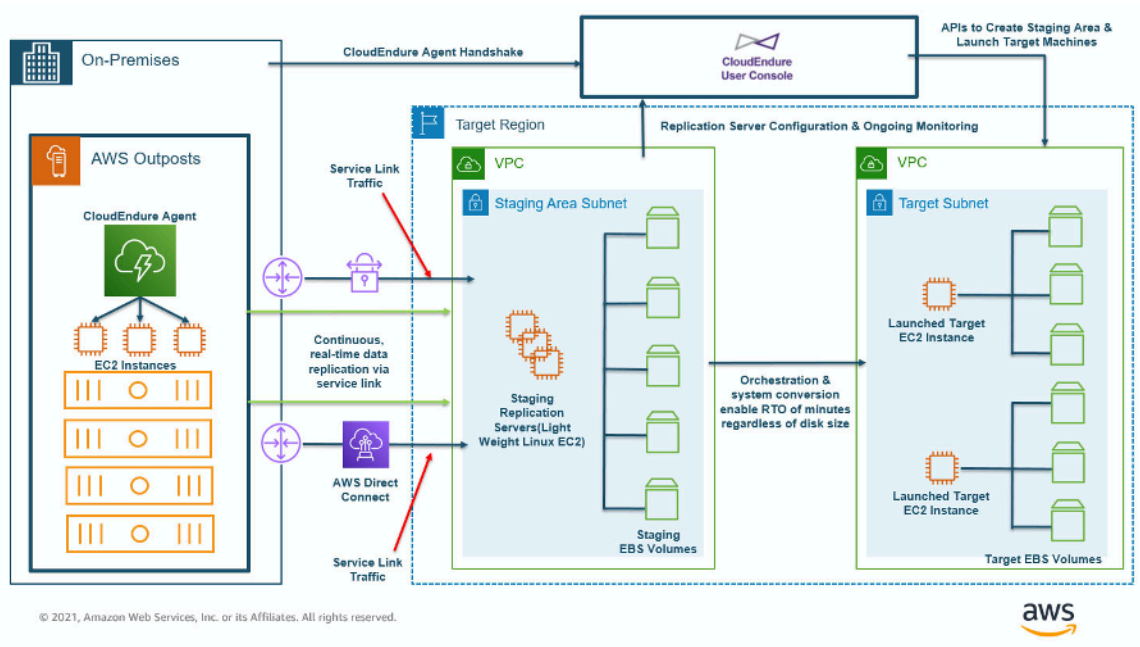 On-Premises
CloudEndure Agent Handshake
CloudEndure
User Console
APIs to Create Staging Area &
Launch Target Machines
Target Region
Replication Server Configuration & Ongoing Monitoring
AWS Outposts
CloudEndure Agent
EC2 Instances
Service Link
Traffic
Continuous,
real-time data
replication via
service link
AWS Direct
Connect
Service Link
Traffic
VPC
Staging Area Subnet
Staging
Replication
Servers(Light
Weight Linux EC2)
Staging
EBS Volumes
Orchestration &
system conversion
enable RTO of minutes
regardless of disk size
VPC
Target Subnet
Launched Target
EC2 Instance
Launched Target
EC2 Instance
Target EBS Volumes
© 2021, Amazon Web Services, Inc. or its Affiliates. All rights reserved.
aws